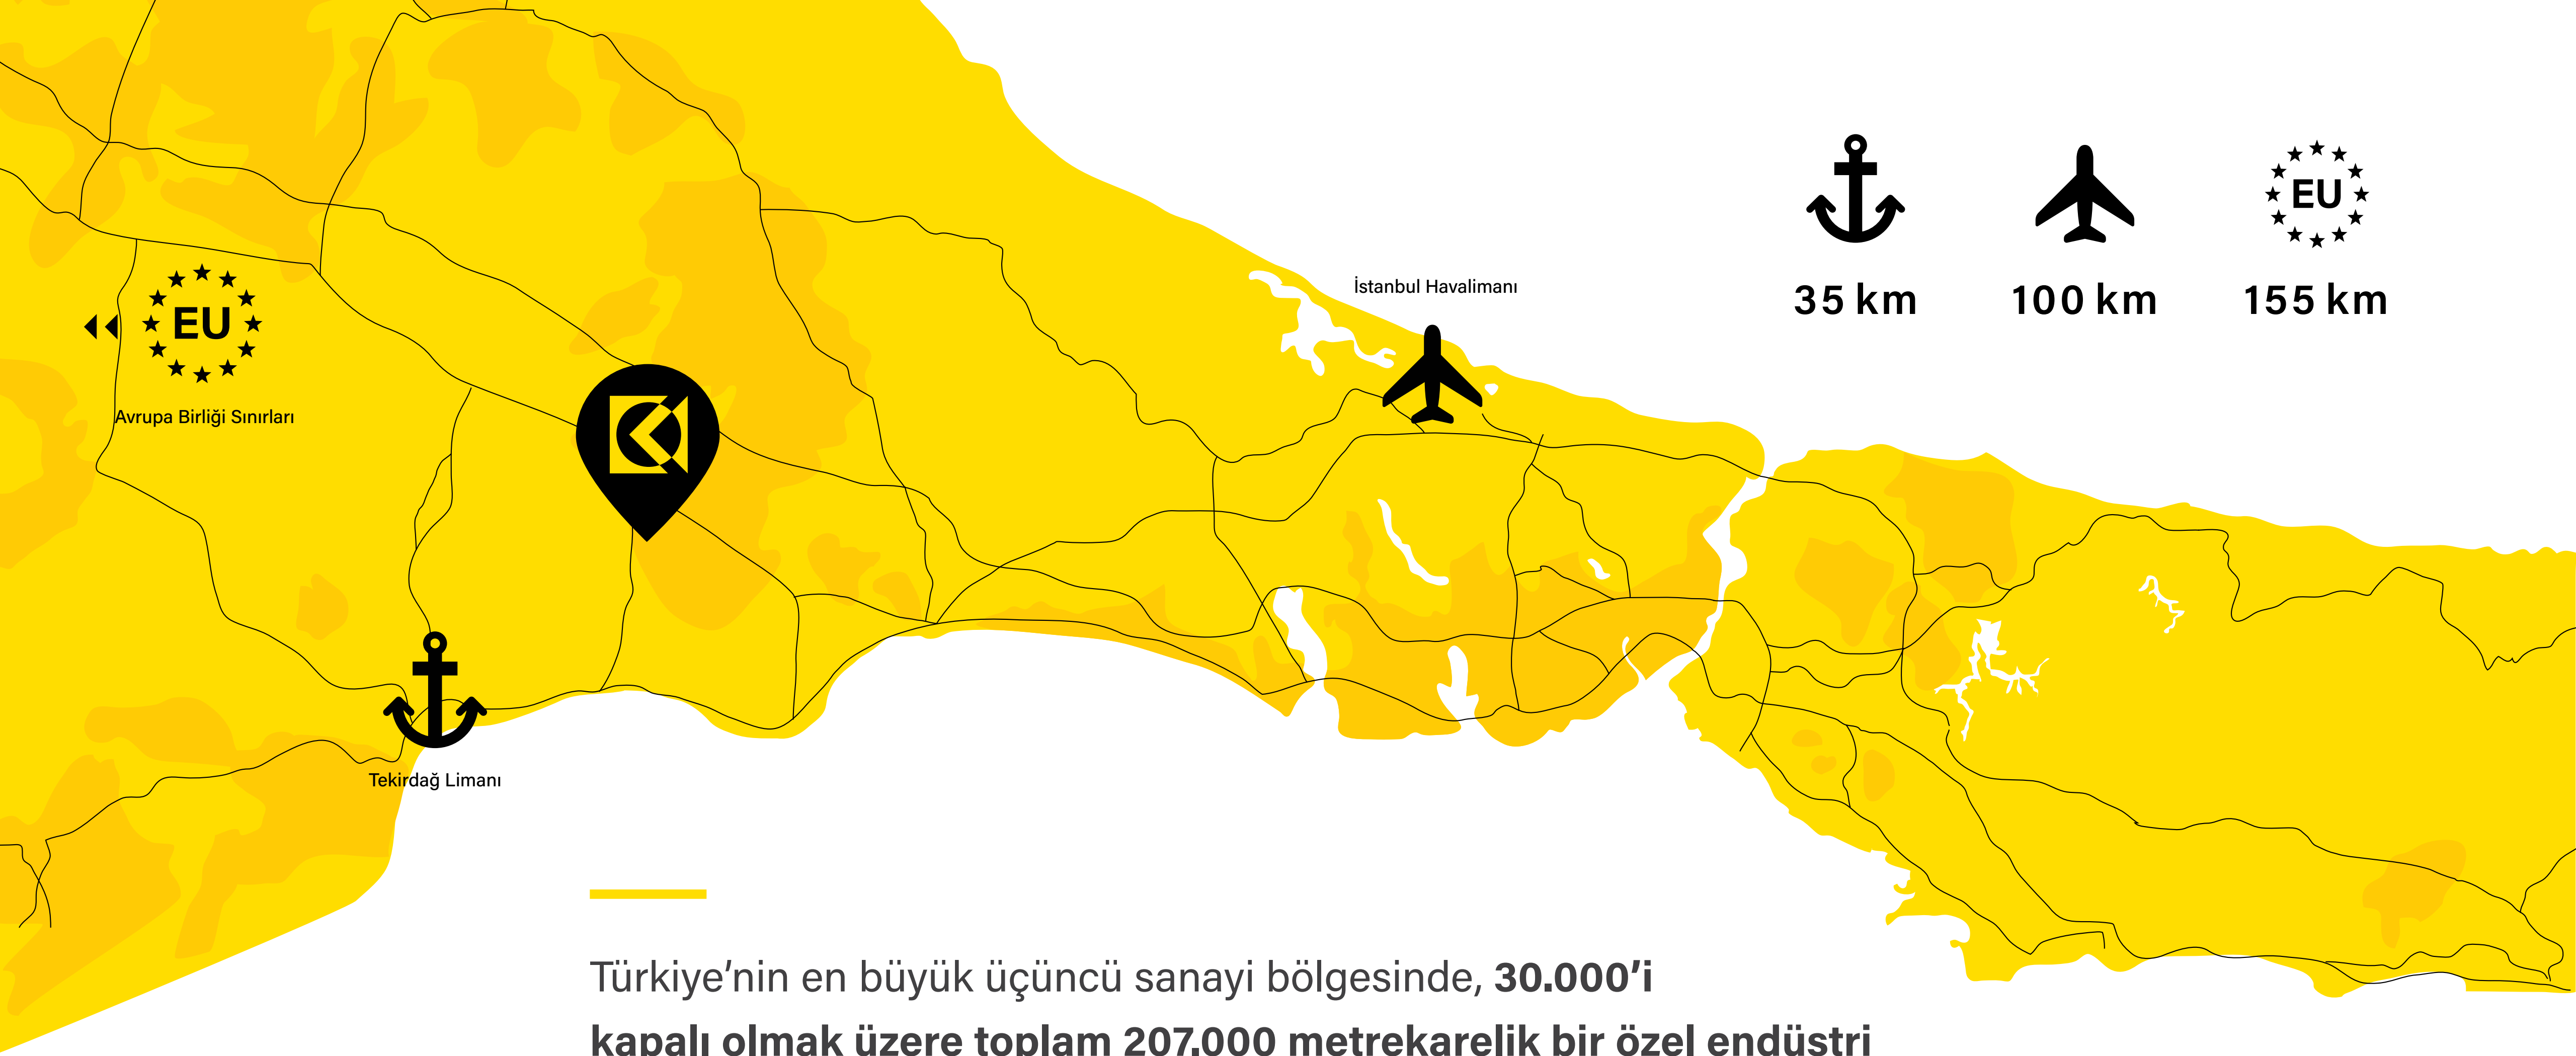 İstanbul Havalimanı
35 km
100 km
EU
155 km
EU
Avrupa Birliği Sınırları
Tekirdağ Limanı
Türkiye’nin en büyük üçüncü sanayi bölgesinde, 30.000’i
kapalı olmak üzere toplam 207.000 metrekarelik bir özel endüstri